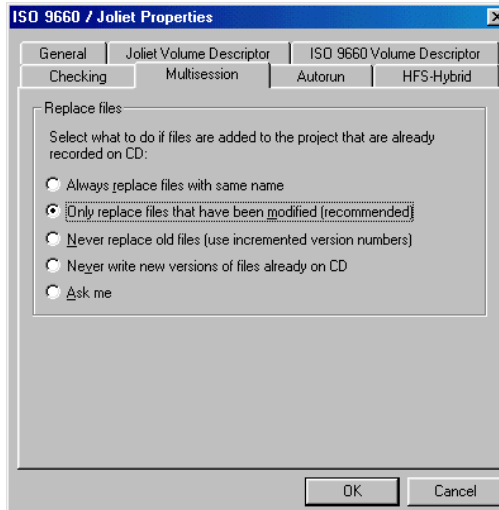 ISO 9660 / Joliet Properties
General Joliet Volume Descriptor ISO 9660 Volume Descriptor
Checking Multisession Autorun HFS-Hybrid
Replace files
Select what to do if files are added to the project that are already
recorded on CD:
Always replace files with same name
Only replace files that have been modified (recommended)
Never replace old files (use incremented version numbers)
Never write new versions of files already on CD
Ask me
OK Cancel